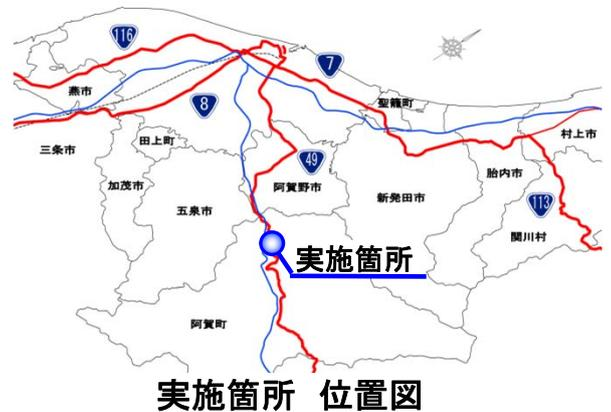 116
7
燕市
8
聖籠町
三条市
田上町
村上市
49
加茂市
阿賀野市
胎内市
新発田市
113
五泉市
関川村
実施箇所
阿賀町
実施箇所 位置図